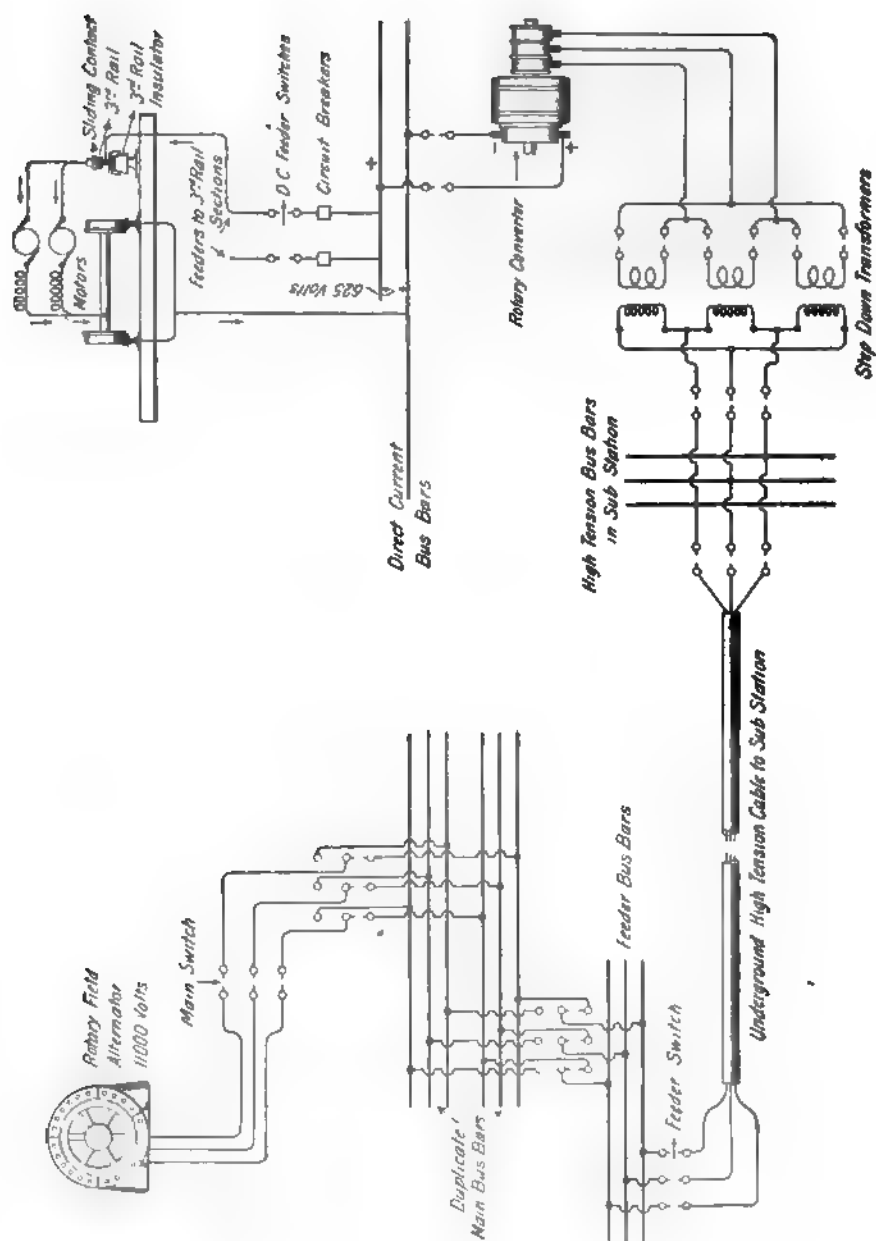 Rotary Field
Alternator
11000 Volts
Main Switch
Duplicate
Main Bus Bars
Feeder Bus Bars
Feeder Switch
Underground High Tension Cable to Sub Station
High Tension Bus Bars
in Sub Station
Step Down Transformers
Rotary Converter
–
+
+
Direct Current
Bus Bars
625 Volts
Circuit Breakers
D C Feeder Switches
Feeders to 3rd Rail
Sections
Motors
Sliding Contact
3rd Rail
3rd Rail
Insulator